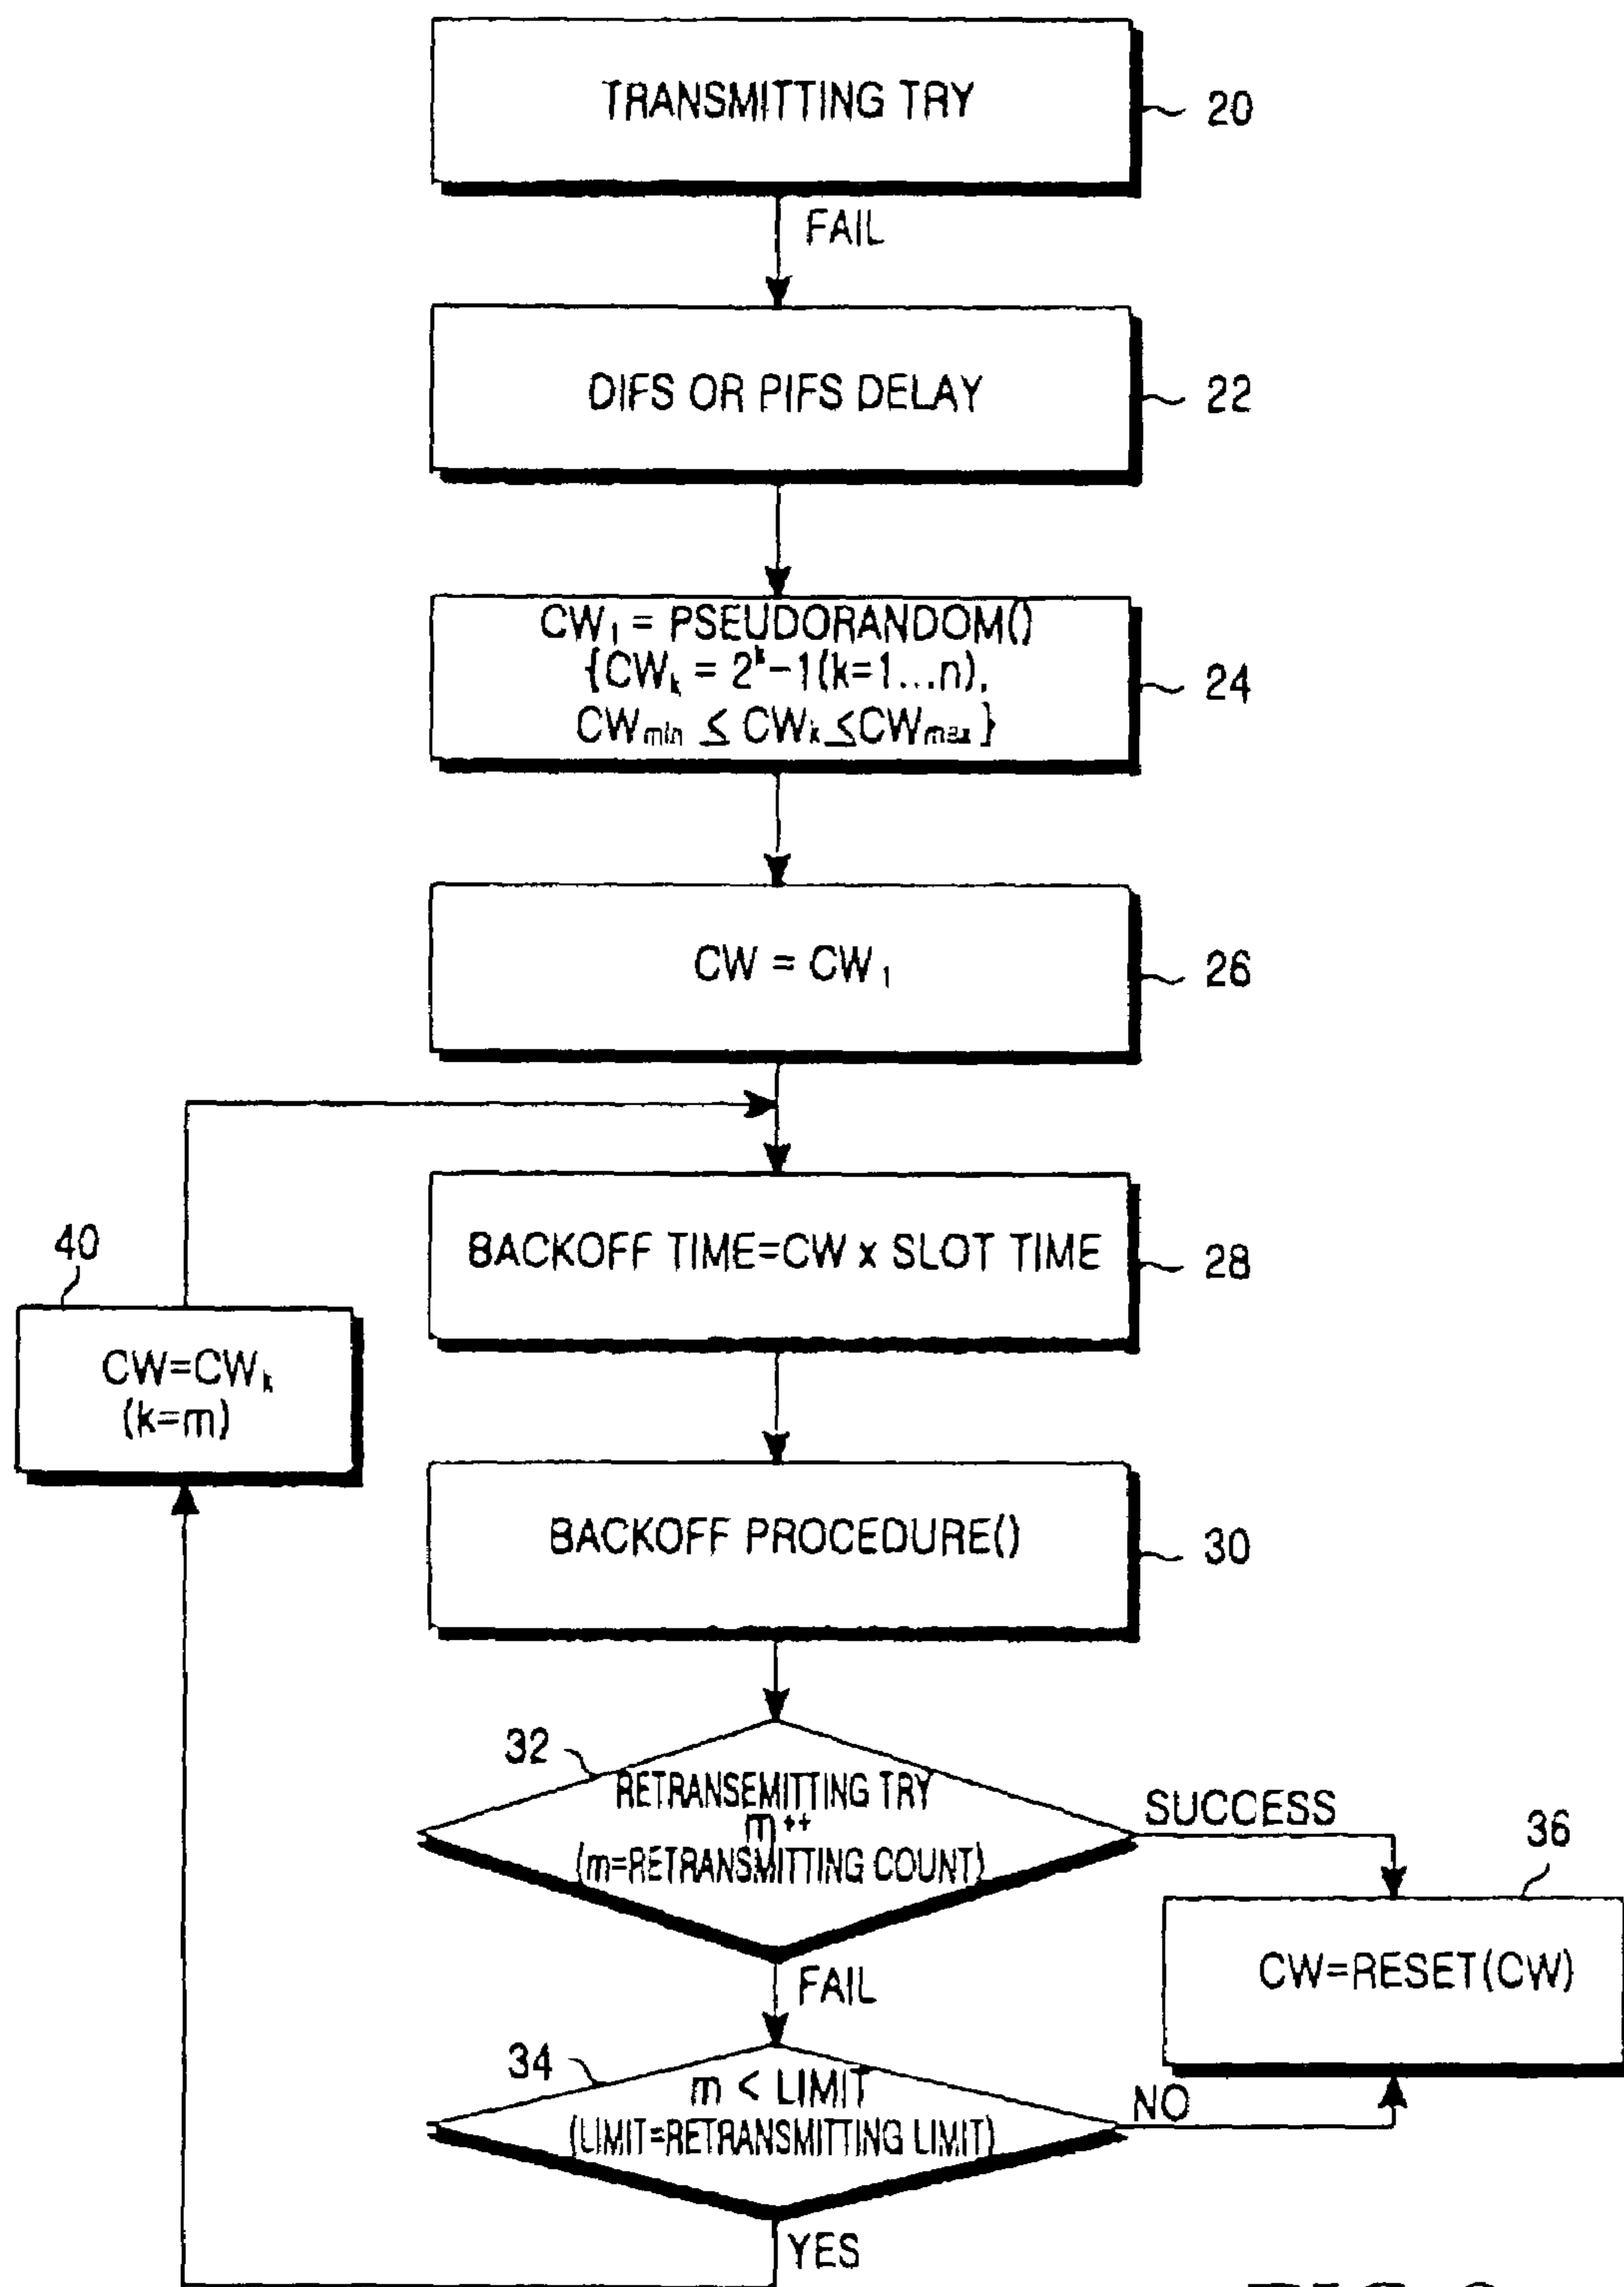 TRANSMITTING TRY
20
FAIL
DIFS OR PIFS DELAY
22
CW₁ = PSEUDORANDOM()
{CWₖ = 2ᵏ-1(k=1...n),
CWmin ≤ CWₖ ≤CWmax}
24
CW = CW₁
26
BACKOFF TIME=CW x SLOT TIME
28
40
CW=CWₖ
(k=m)
BACKOFF PROCEDURE()
30
32
RETRANSEMITTING TRY
m++
(m=RETRANSMITTING COUNT)
SUCCESS
36
CW=RESET(CW)
FAIL
34
m < LIMIT
(LIMIT=RETRANSMITTING LIMIT)
NO
YES